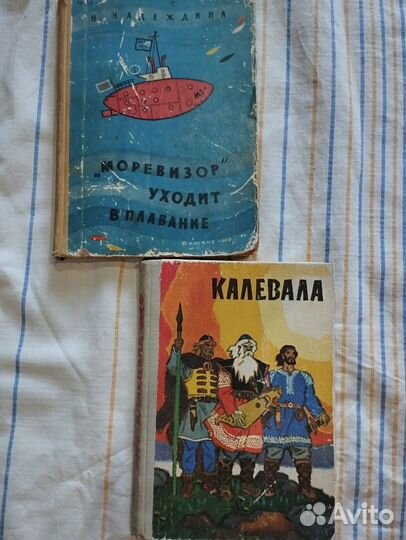 Н. НАДЕЖДИНА
„МОРЕВИЗОР"
УХОДИТ
В ПЛАВАНИЕ
КАЛЕВАЛА
Avito